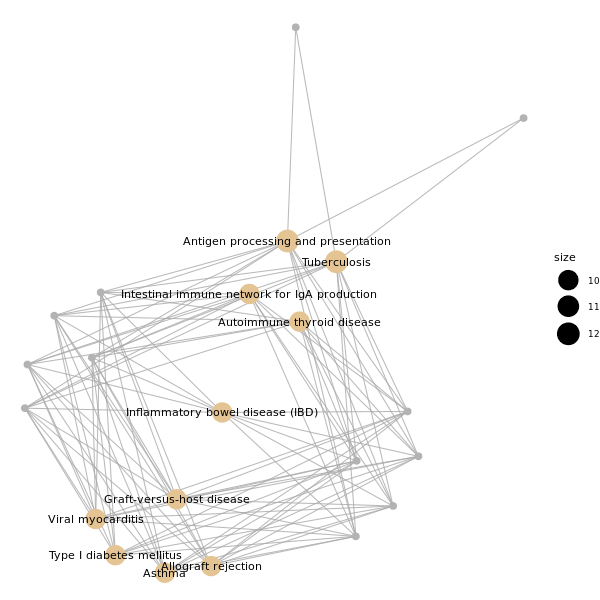 Antigen processing and presentation
Tuberculosis
size
10
Intestinal immune network for IgA production
11
Autoimmune thyroid disease
12
Inflammatory bowel disease (IBD)
Graft-versus-host disease
Viral myocarditis
Type I diabetes mellitus
Allograft rejection
Asthma